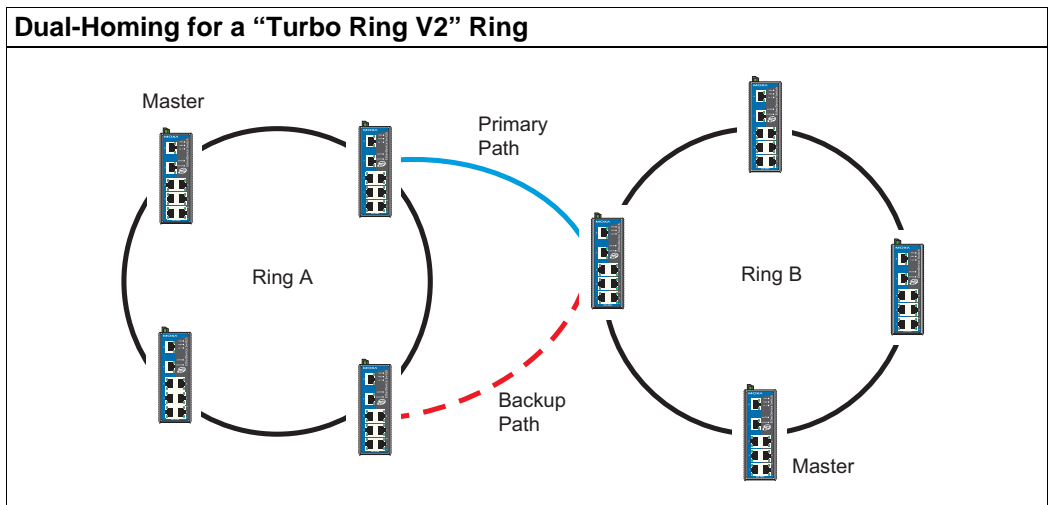 Dual-Homing for a “Turbo Ring V2” Ring
Master
Primary
Path
Ring A
Ring B
Backup
Path
Master